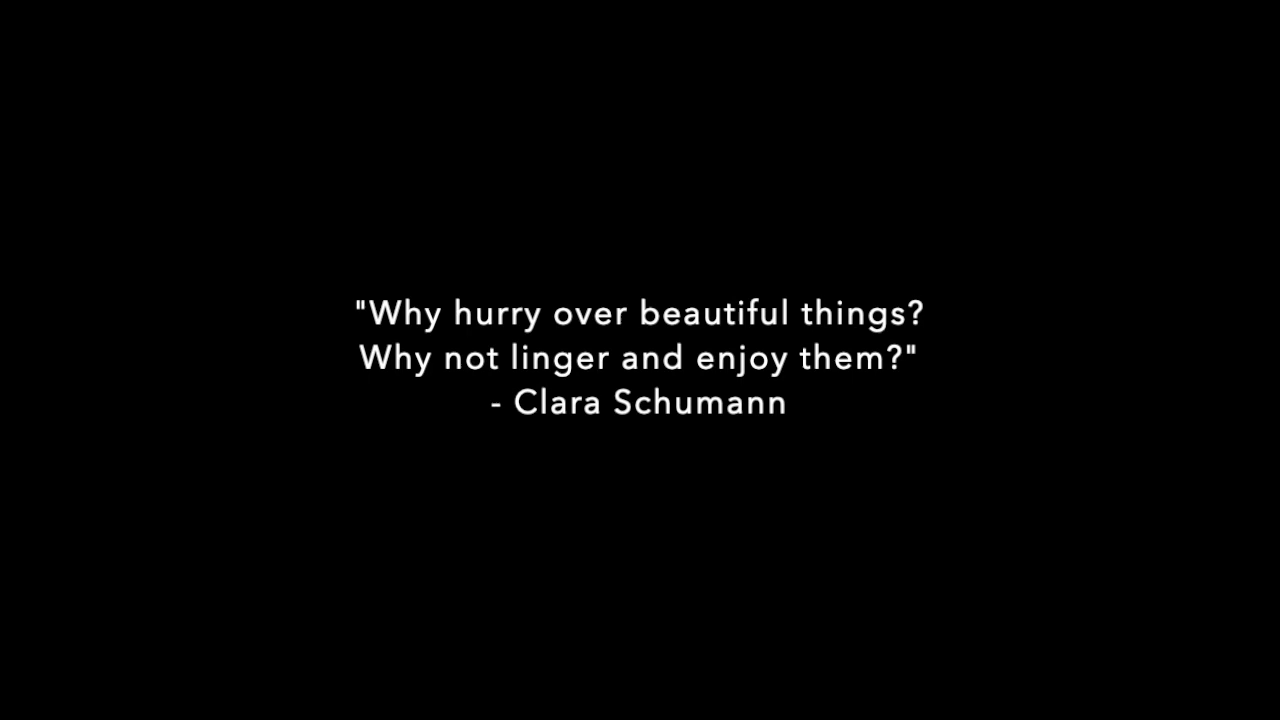 "Why hurry over beautiful things?
Why not linger and enjoy them?"
- Clara Schumann